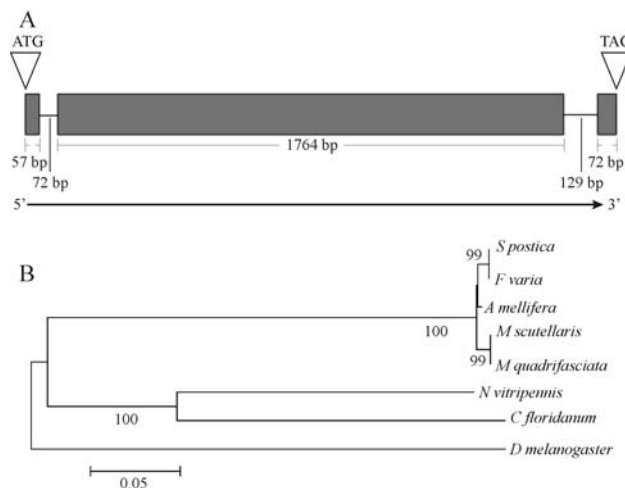 A
ATG
TAG
1764 bp
57 bp
72 bp
72 bp
129 bp
5’
3’
B
99
S postica
F varia
A mellifera
100
M scutellaris
99
M quadrifasciata
N vitripennis
100
C floridanum
D melanogaster
0.05